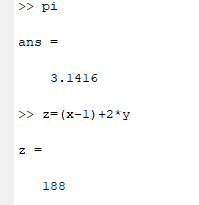 >> pi
ans =
3.1416
>> z=(x-1)+2*y
z =
188